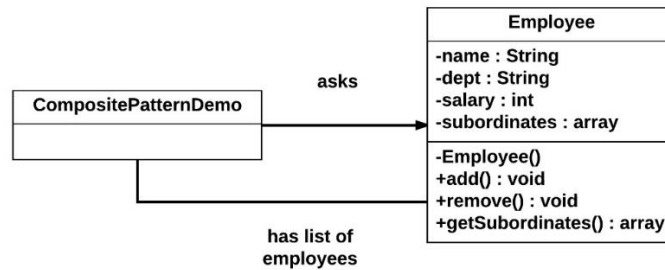 Employee
-name : String
-dept : String
-salary : int
-subordinates : array
-Employee()
+add() : void
+remove() : void
+getSubordinates() : array
asks
CompositePatternDemo
has list of
employees